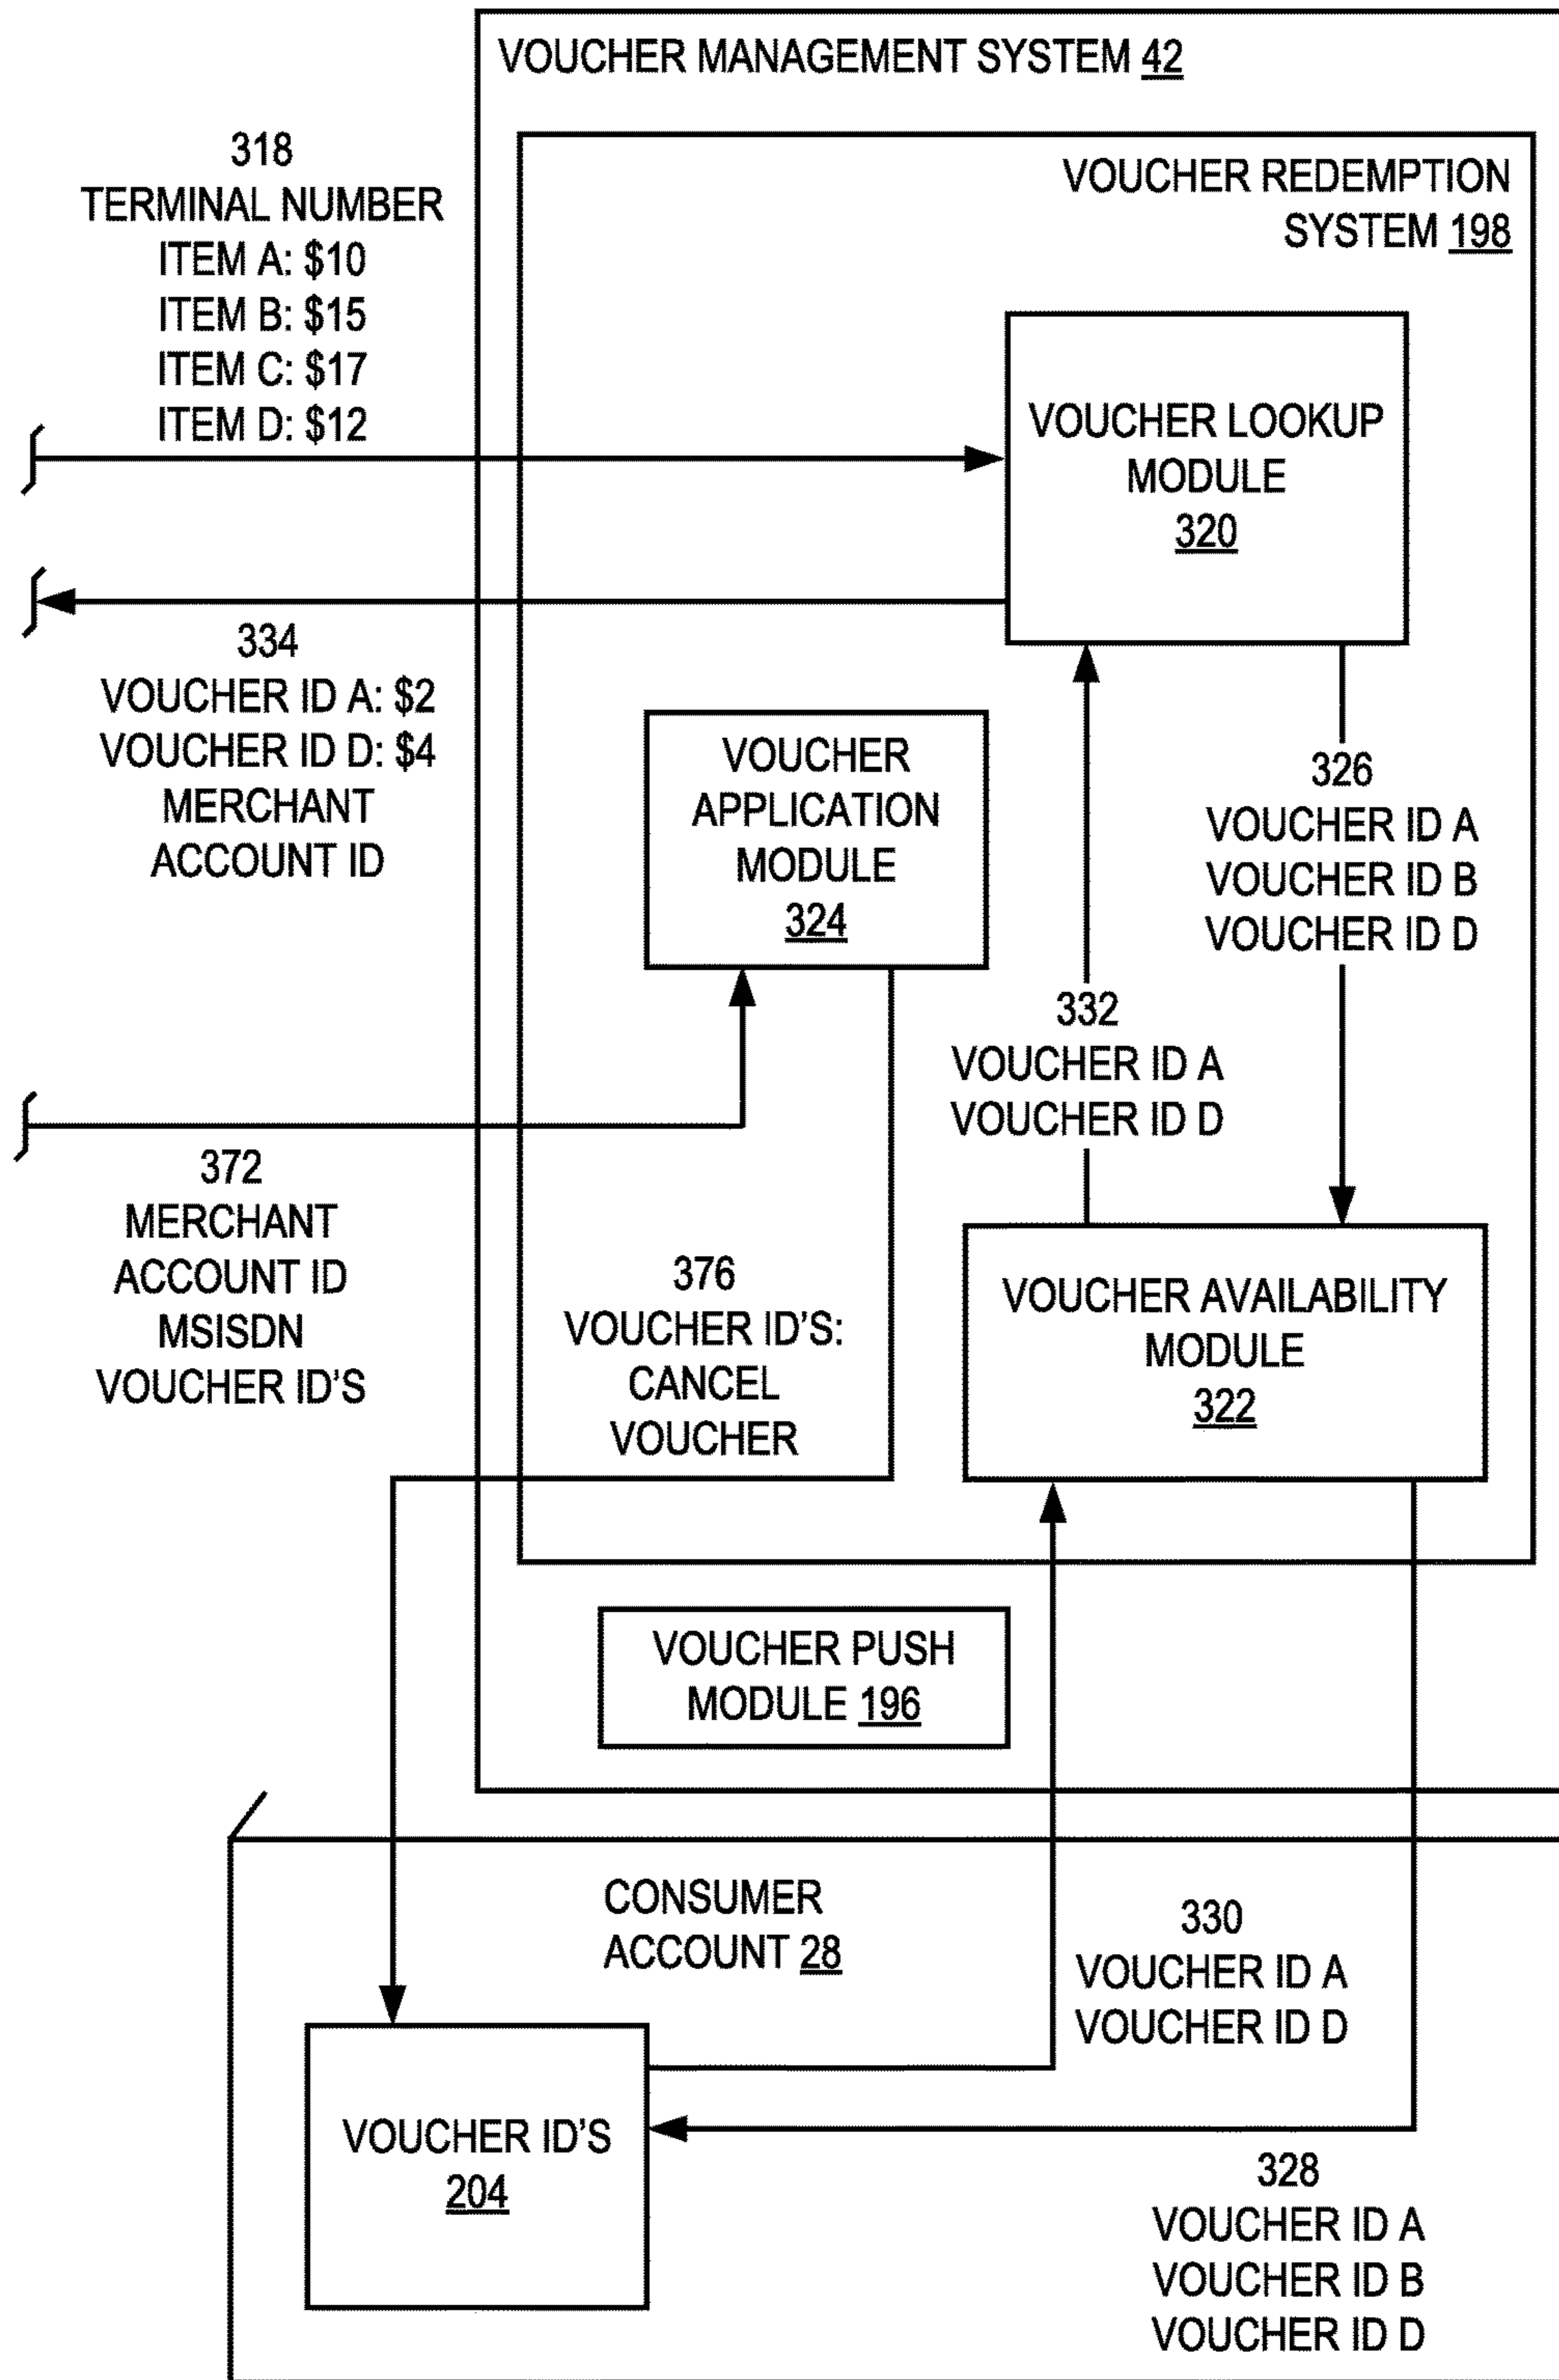 VOUCHER MANAGEMENT SYSTEM 42
318
TERMINAL NUMBER
ITEM A: $10
ITEM B: $15
ITEM C: $17
ITEM D: $12
VOUCHER REDEMPTION
SYSTEM 198
VOUCHER LOOKUP
MODULE
320
334
VOUCHER ID A: $2
VOUCHER ID D: $4
MERCHANT
ACCOUNT ID
VOUCHER
APPLICATION
MODULE
324
326
VOUCHER ID A
VOUCHER ID B
VOUCHER ID D
332
VOUCHER ID A
VOUCHER ID D
372
MERCHANT
ACCOUNT ID
MSISDN
VOUCHER ID'S
376
VOUCHER ID'S:
CANCEL
VOUCHER
VOUCHER AVAILABILITY
MODULE
322
VOUCHER PUSH
MODULE 196
CONSUMER
ACCOUNT 28
330
VOUCHER ID A
VOUCHER ID D
VOUCHER ID'S
204
328
VOUCHER ID A
VOUCHER ID B
VOUCHER ID D